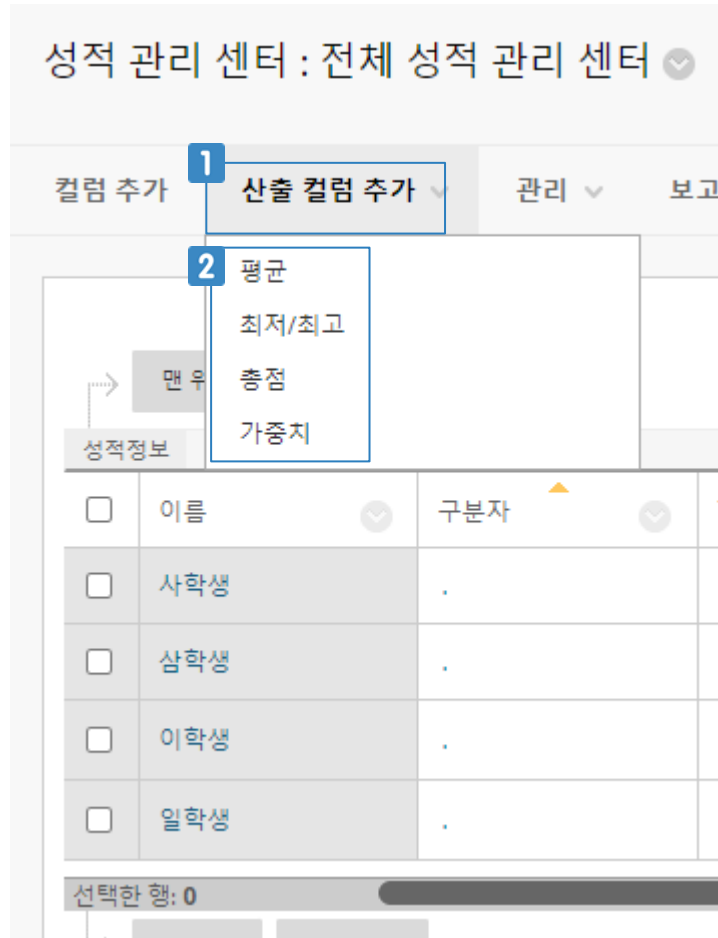 성적 관리 센터 : 전체 성적 관리 센터
1
컬럼 추가 산출 컬럼 추가 관리 보고
2
평균
최저/최고
맨 위 총점
가중치
성적정보
이름 구분자
사학생 .
삼학생 .
이학생 .
일학생 .
선택한 행: 0